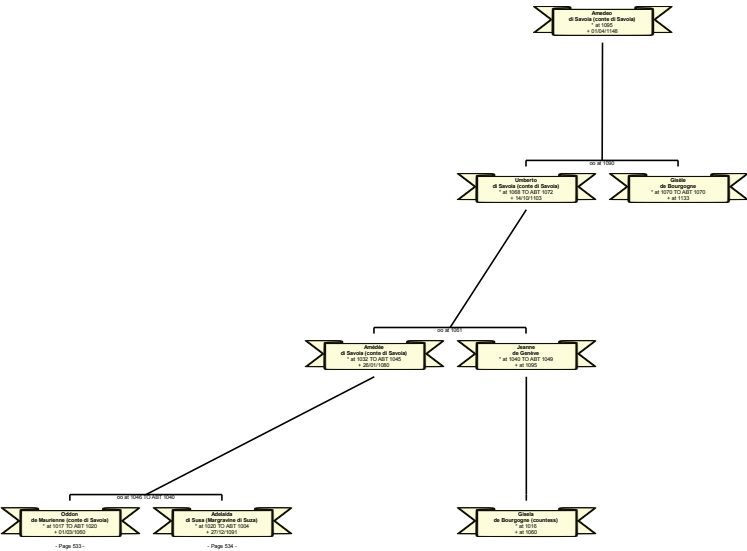 Amedeo
di Savoia (conte di Savoia)
* at 1095
+ 01/04/1148
oo at 1090
Umberto
di Savoia (conte di Savoia)
* at 1068 TO ABT 1072
+ 14/10/1103
Gisèle
de Bourgogne
* at 1070 TO ABT 1070
+ at 1133
oo at 1061
Amédée
di Savoia (conte di Savoia)
* at 1032 TO ABT 1045
+ 26/01/1080
Jeanne
de Genève
* at 1040 TO ABT 1049
+ at 1095
oo at 1046 TO ABT 1040
Oddon
de Maurienne (conte di Savoia)
* at 1017 TO ABT 1020
+ 01/03/1060
Adelaida
di Susa (Margravine di Suza)
* at 1020 TO ABT 1004
+ 27/12/1091
Gisela
de Bourgogne (countess)
* at 1016
+ at 1060
- Page 533 -
- Page 534 -